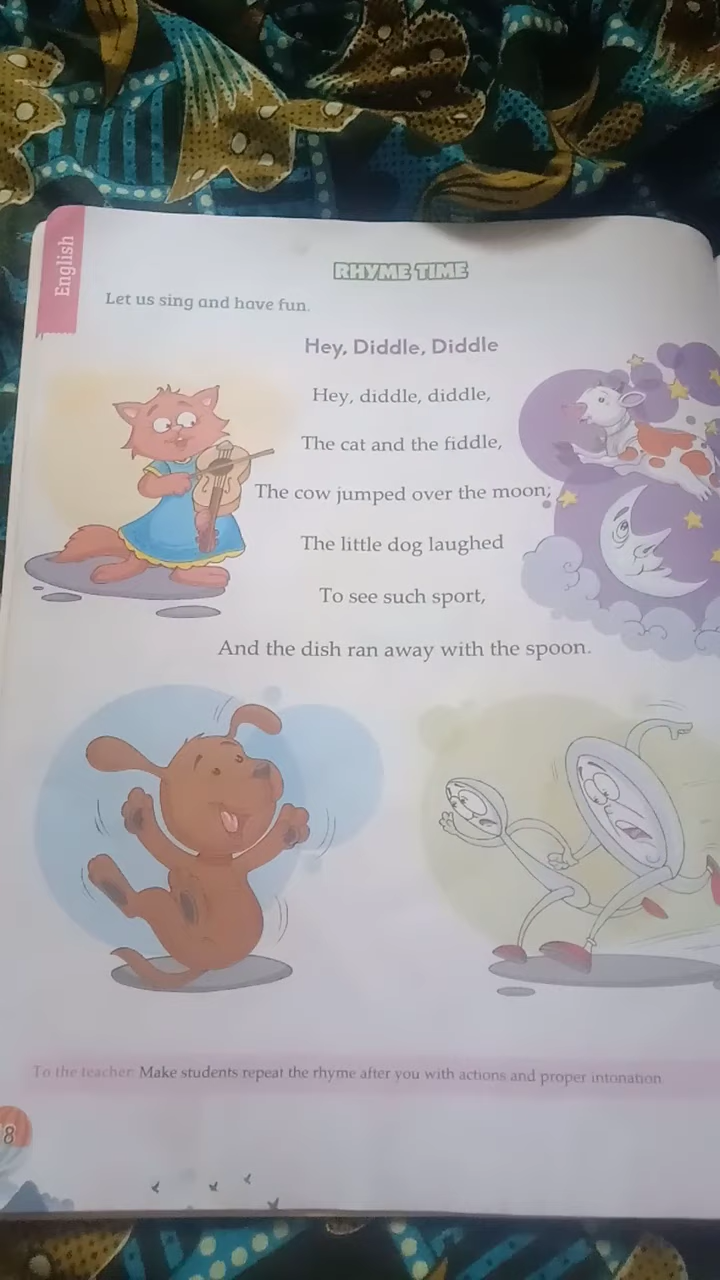 English
RHYME TIME
Let us sing and have fun.
Hey, Diddle, Diddle
Hey, diddle, diddle,
The cat and the fiddle,
The cow jumped over the moon;
The little dog laughed
To see such sport,
And the dish ran away with the spoon.
To the teacher: Make students repeat the rhyme after you with actions and proper intonation
8